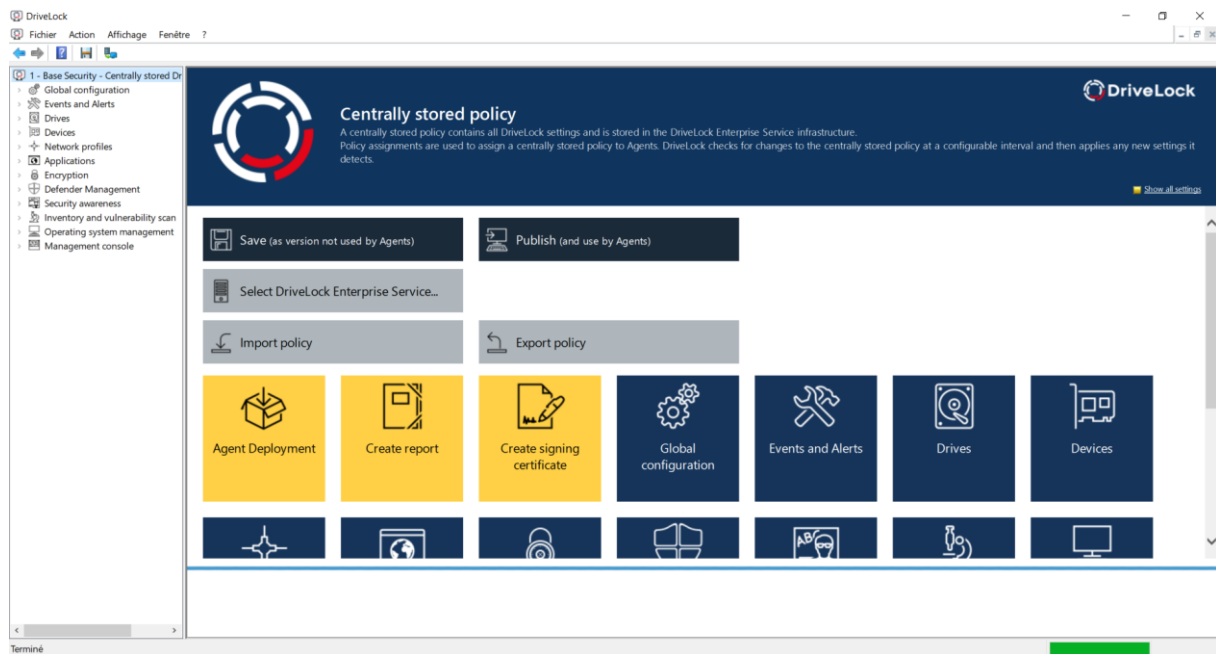 DriveLock
Fichier Action Affichage Fenêtre ?
1 - Base Security - Centrally stored Dr
Global configuration
Events and Alerts
Drives
Devices
Network profiles
Applications
Encryption
Defender Management
Security awareness
Inventory and vulnerability scan
Operating system management
Management console
DriveLock
Centrally stored policy
A centrally stored policy contains all DriveLock settings and is stored in the DriveLock Enterprise Service infrastructure.
Policy assignments are used to assign a centrally stored policy to Agents. DriveLock checks for changes to the centrally stored policy at a configurable interval and then applies any new settings it
detects.
Show all settings
Save (as version not used by Agents)
Publish (and use by Agents)
Select DriveLock Enterprise Service...
Import policy
Export policy
Agent Deployment
Create report
Create signing
certificate
Global
configuration
Events and Alerts
Drives
Devices
ABC
Terminé